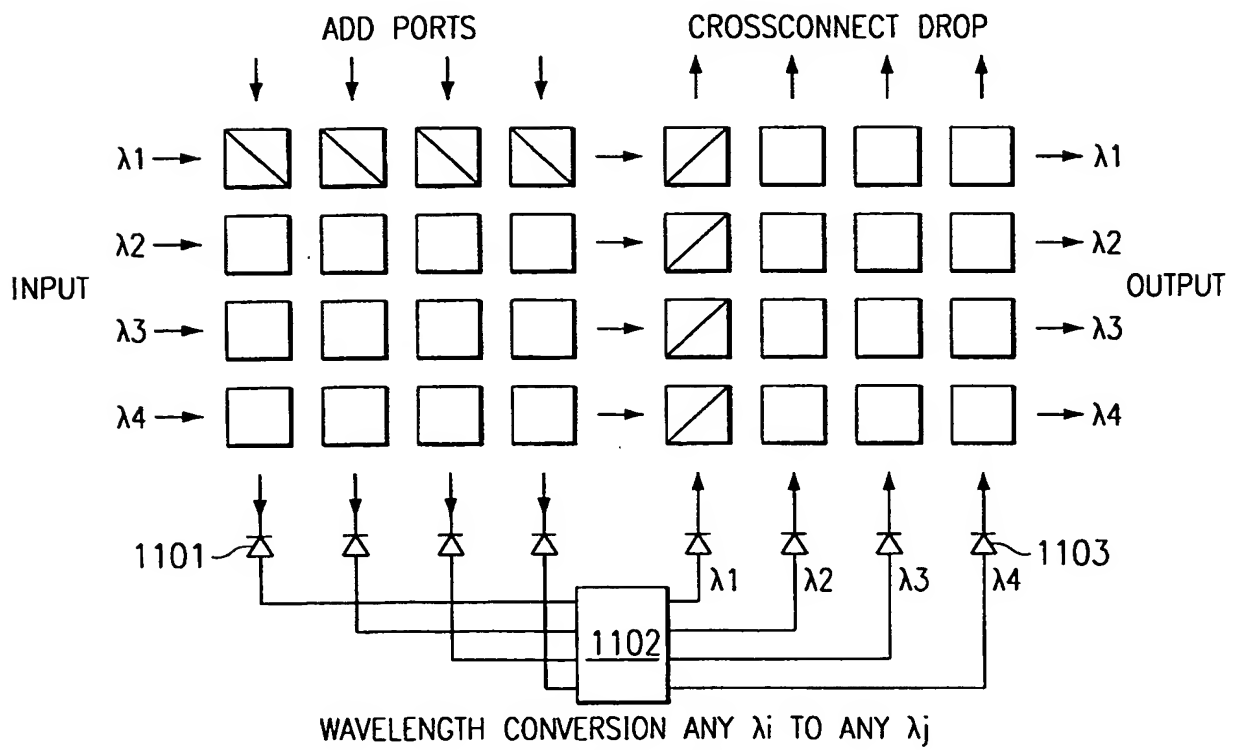 ADD PORTS CROSSCONNECT DROP
λ1 λ1
λ2 λ2
INPUT OUTPUT
λ3 λ3
λ4 λ4
1101 1103
λ1 λ2 λ3 λ4
1102
WAVELENGTH CONVERSION ANY λi TO ANY λj